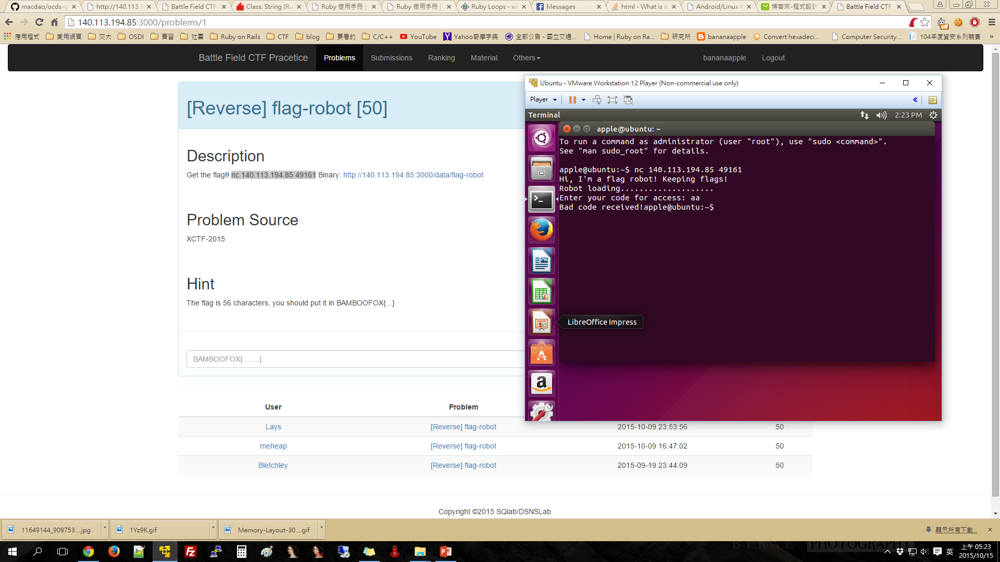 macdao/ocds-g
http://140.113.1
Battle Field CTF
Class: String (Ru
Ruby 使用手冊 |
Ruby 使用手冊 |
Ruby Loops - wh
Messages
html - What is it
Android/Linux K
博客來-程式設計
Battle Field CTF
140.113.194.85:3000/problems/1
應用程式
愛用網頁
交大
OSDI
實習
社團
Ruby on Rails
CTF
blog
要看的
C/C++
YouTube
Yahoo奇摩字典
全部公告 - 國立交通...
Home | Ruby on Ra...
研究所
bananaapple
Convert hexadeci...
Computer Security...
104年度資安系列競賽
»
Battle Field CTF Pracetice
Problems
Submissions
Ranking
Material
Others
bananaapple
Logout
[Reverse] flag-robot [50]
Description
Get the flag!! nc 140.113.194.85 49161 Binary: http://140.113.194.85:3000/data/flag-robot
Problem Source
XCTF-2015
Hint
The flag is 56 characters, you should put it in BAMBOOFOX{...}
BAMBOOFOX{........}
Ubuntu - VMware Workstation 12 Player (Non-commercial use only)
Player
«
Terminal
2:23 PM
apple@ubuntu: ~
To run a command as administrator (user "root"), use "sudo <command>".
See "man sudo_root" for details.
apple@ubuntu:~$ nc 140.113.194.85 49161
Hi, I'm a flag robot! Keeping flags!
Robot loading....................
Enter your code for access: aa
Bad code received!apple@ubuntu:~$
LibreOffice Impress
User Problem
Lays [Reverse] flag-robot 2015-10-09 23:53:56 50
meheap [Reverse] flag-robot 2015-10-09 16:47:02 50
Bletchley [Reverse] flag-robot 2015-09-19 23:44:09 50
Copyright ©2015 SQlab/DSNSLab
11649144_909753....jpg
1Yz9K.gif
Memory-Layout-30....gif
顯示所有下載...
BYRNE PHOTOGRAPHY
英
上午 05:23
2015/10/15